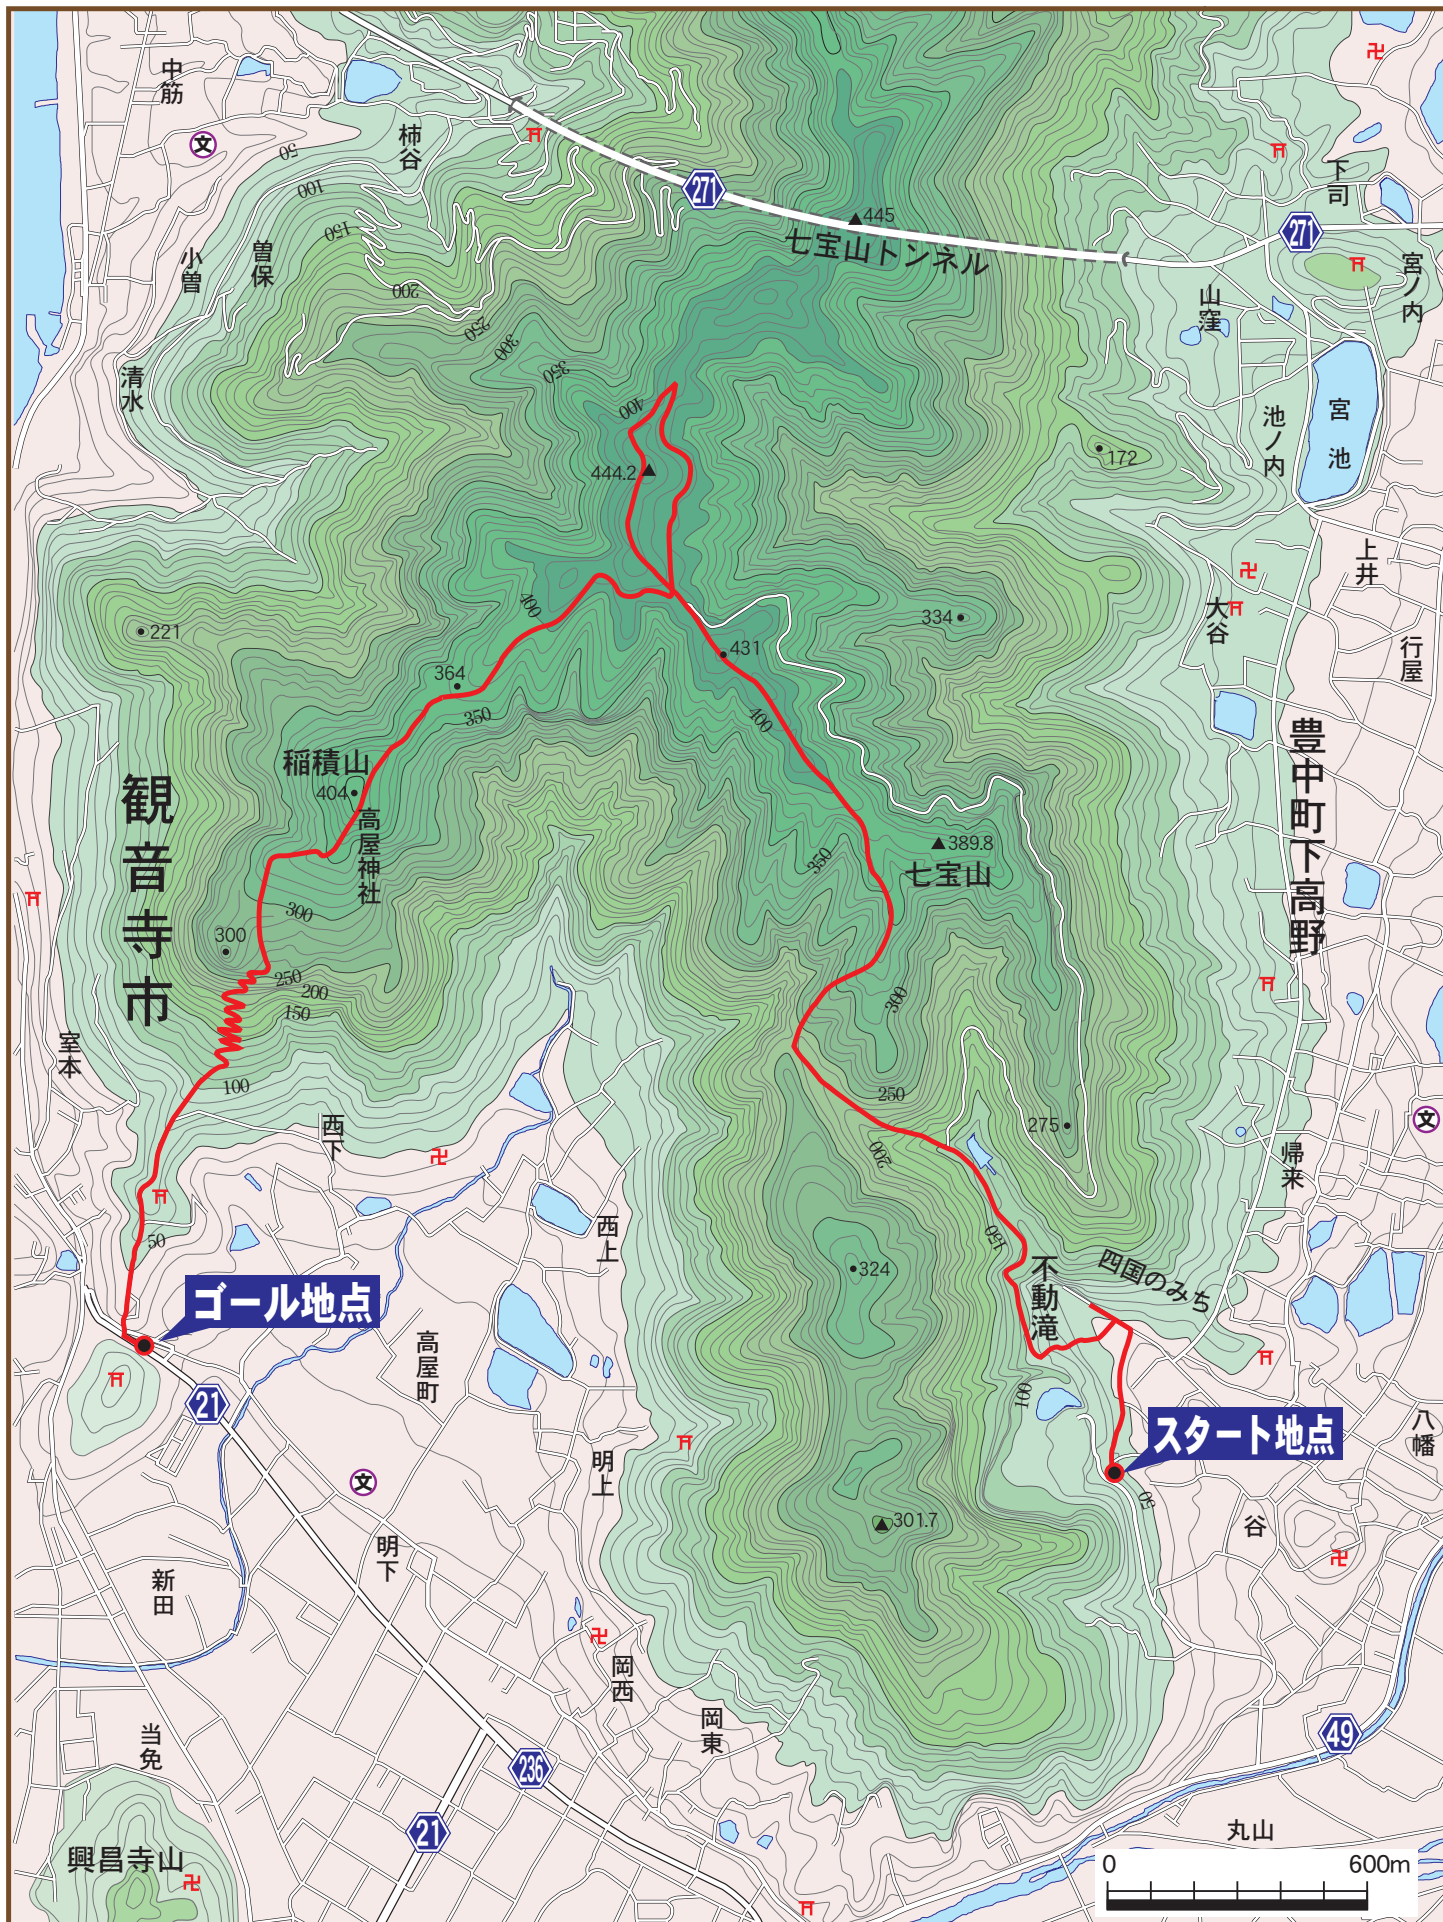 中筋
文
柿谷
50
100
150
200
250
300
350
400
小曽
曽保
清水
271
445
七宝山トンネル
271
下司
宮ノ内
山窪
宮池
池ノ内
172
444.2
上井
大谷
行屋
334
431
400
221
364
350
400
稲積山
404
高屋神社
観音寺市
300
300
250
200
150
100
室本
350
389.8
七宝山
300
豊中町下高野
250
200
275
文
帰来
西下
50
西上
324
150
不動滝
四国のみち
ゴール地点
高屋町
21
100
スタート地点
八幡
50
谷
明上
文
301.7
明下
新田
岡西
岡東
当免
236
21
49
興昌寺山
丸山
0 600m